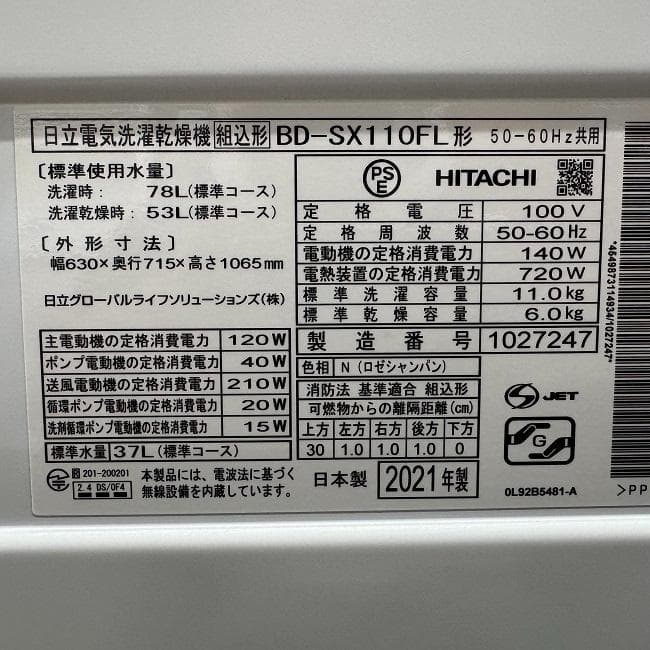 日立電気洗濯乾燥機 組込形 BD-SX110FL形 50-60Hz共用
〔標準使用水量〕
洗濯時： 78L(標準コース)
洗濯乾燥時：53L(標準コース)
〔外形寸法〕
幅630×奥行715×高さ1065mm
日立グローバルライフソリューションズ(株)
主電動機の定格消費電力 120W
ポンプ電動機の定格消費電力 40W
送風電動機の定格消費電力 210W
循環ポンプ電動機の定格消費電力 20W
洗剤循環ポンプ電動機の定格消費電力 15W
標準水量 37L(標準コース)
R 201-200201
2.4 DS/OF4
本製品には、電波法に基づく
無線設備を内蔵しています。
PSE HITACHI
定格電圧 100V
定格周波数 50-60Hz
電動機の定格消費電力 140W
電熱装置の定格消費電力 720W
標準洗濯容量 11.0kg
標準乾燥容量 6.0kg
製造番号 1027247
色相 N（ロゼシャンパン）
消防法 基準適合 組込形
可燃物からの離隔距離(cm)
上方 左方 右方 後方 下方
30 1.0 1.0 1.0 0
日本製 2021年製
S JET
G
0L92B5481-A
*4549873114934/1027247*
>PP